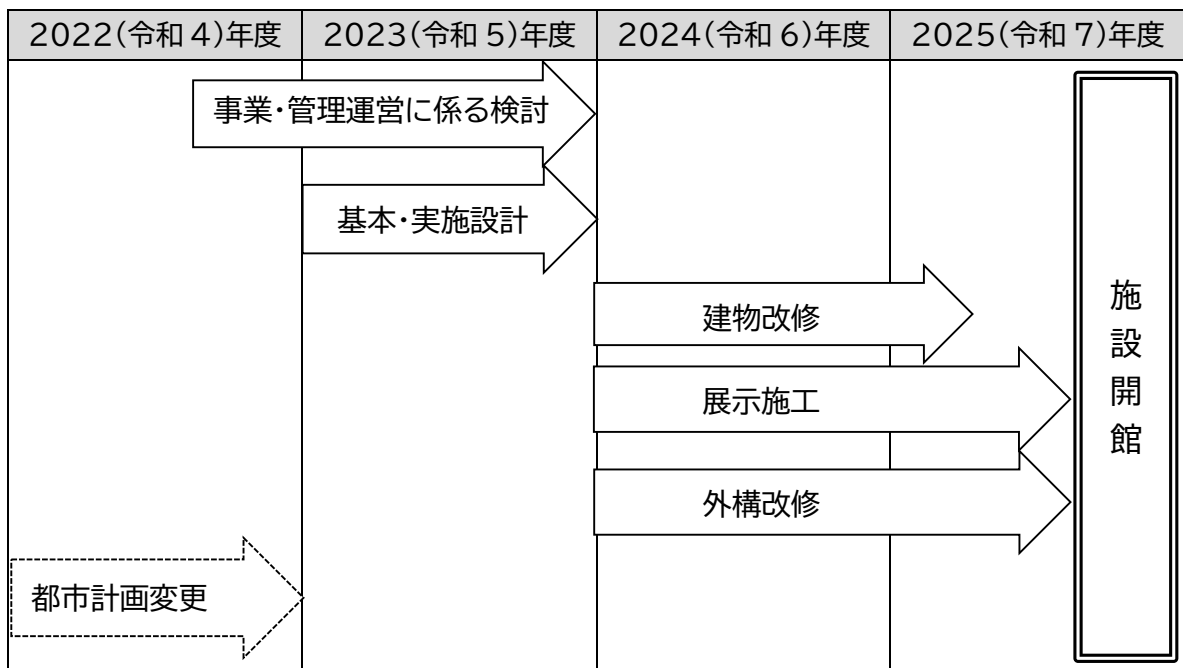 2022(令和4)年度
2023(令和5)年度
2024(令和6)年度
2025(令和7)年度
事業・管理運営に係る検討
基本・実施設計
建物改修
展示施工
外構改修
都市計画変更
施設開館